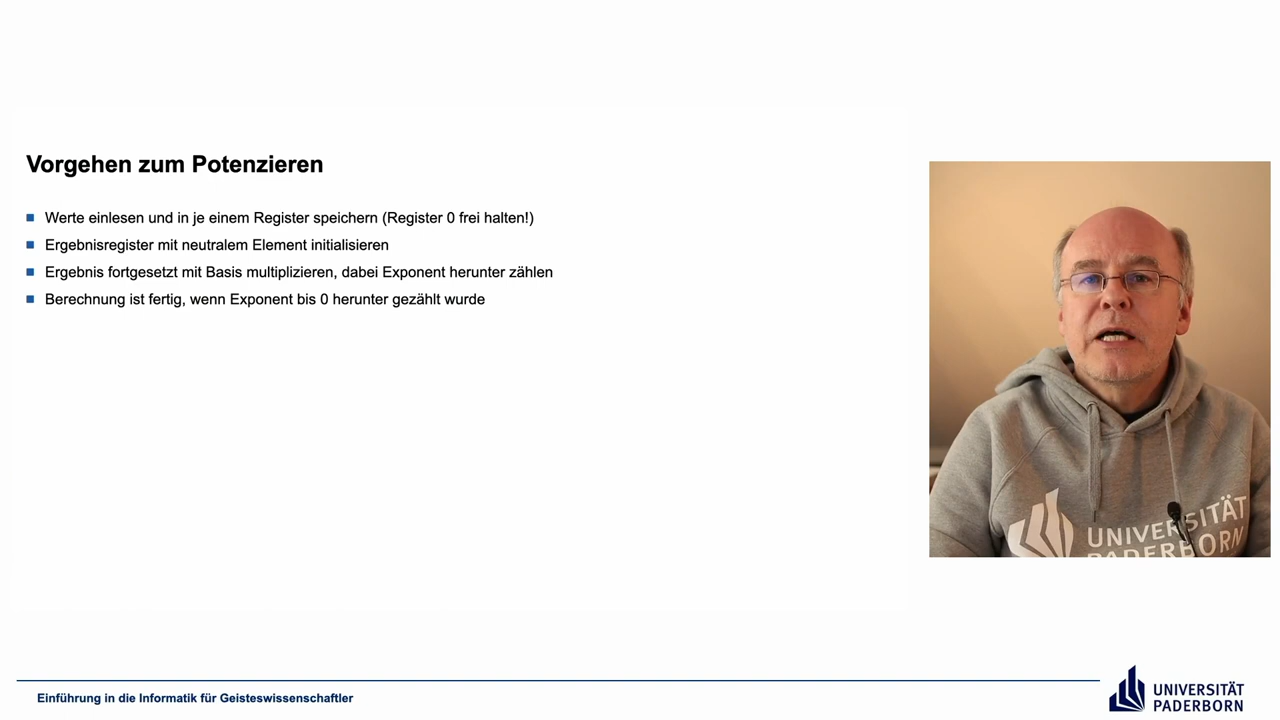 Vorgehen zum Potenzieren
Werte einlesen und in je einem Register speichern (Register 0 frei halten!)
Ergebnisregister mit neutralem Element initialisieren
Ergebnis fortgesetzt mit Basis multiplizieren, dabei Exponent herunter zählen
Berechnung ist fertig, wenn Exponent bis 0 herunter gezählt wurde
UNIVERSITÄT
PADERBORN
Einführung in die Informatik für Geisteswissenschaftler
UNIVERSITÄT
PADERBORN